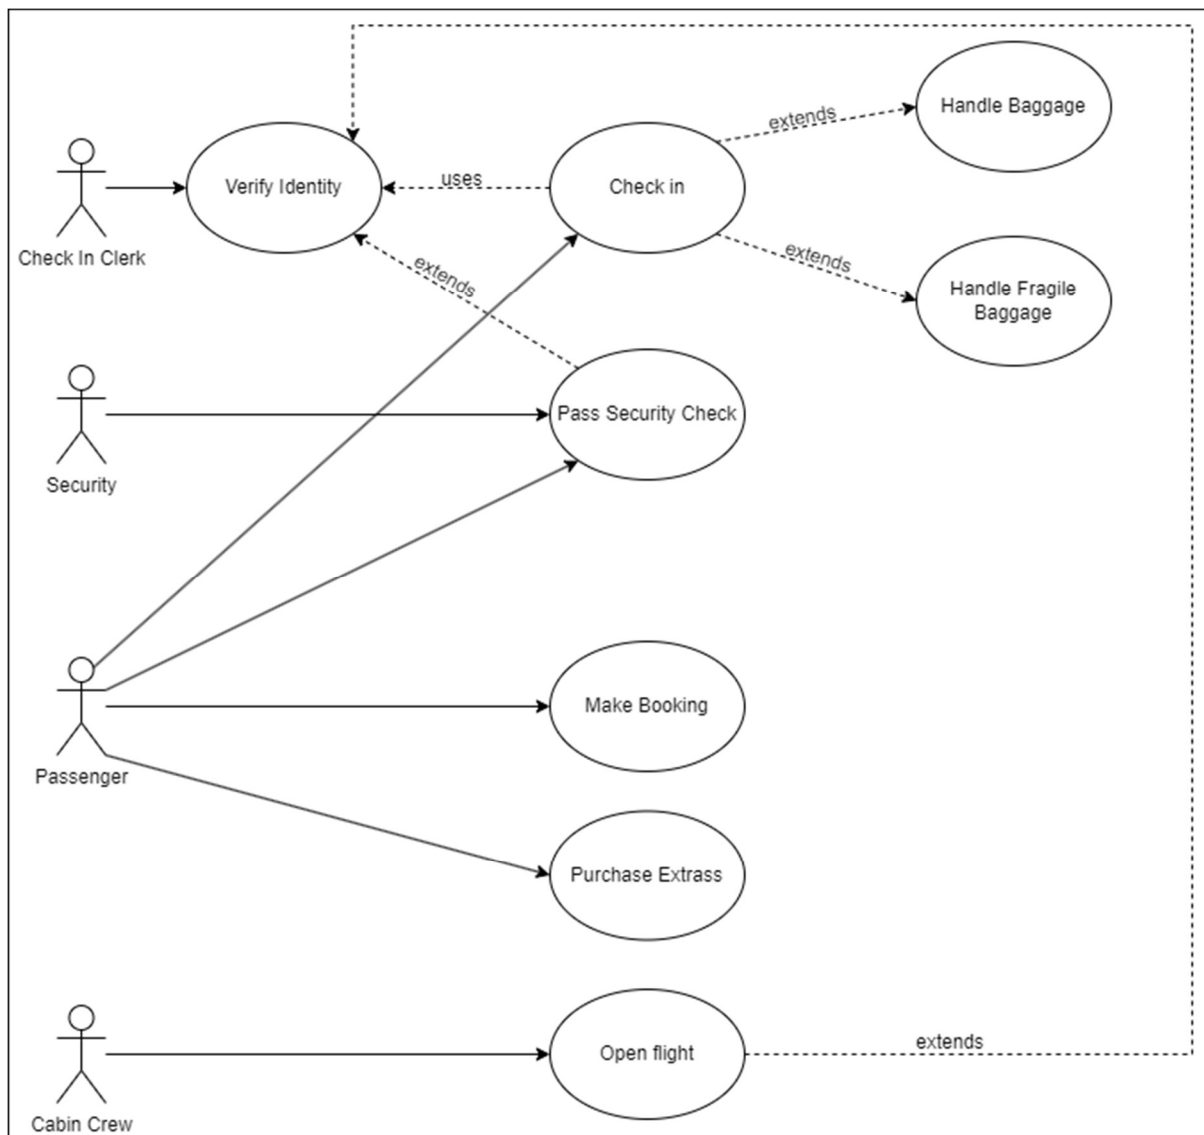 Handle Baggage
extends
Verify Identity
uses
Check in
Check In Clerk
extends
extends
Handle Fragile
Baggage
Pass Security Check
Security
Make Booking
Passenger
Purchase Extrass
Open flight
extends
Cabin Crew